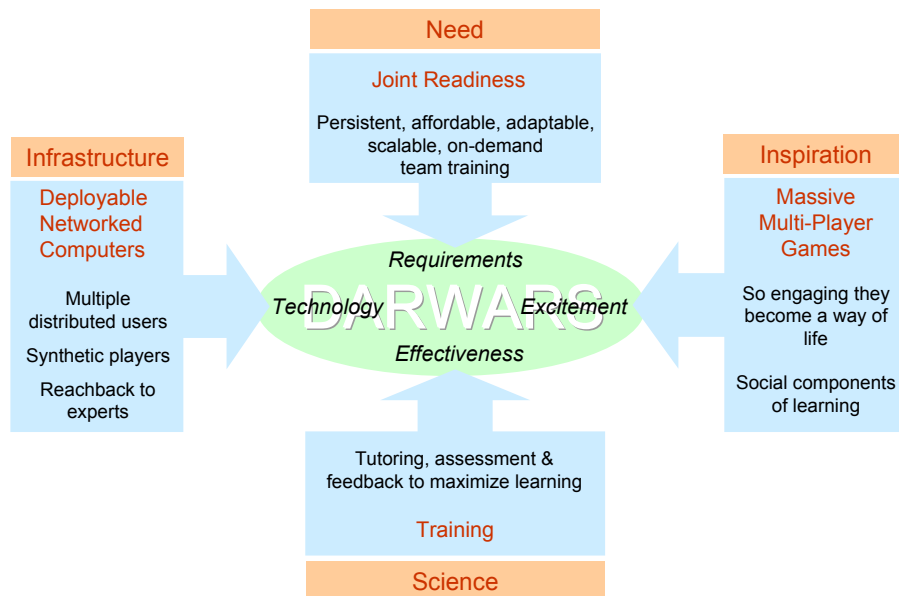 Need
Joint Readiness
Persistent, affordable, adaptable,
scalable, on-demand
team training
Infrastructure
Deployable
Networked
Computers
Multiple
distributed users
Synthetic players
Reachback to
experts
Inspiration
Massive
Multi-Player
Games
So engaging they
become a way of
life
Social components
of learning
Requirements
Technology
DARWARS
Excitement
Effectiveness
Tutoring, assessment &
feedback to maximize learning
Training
Science